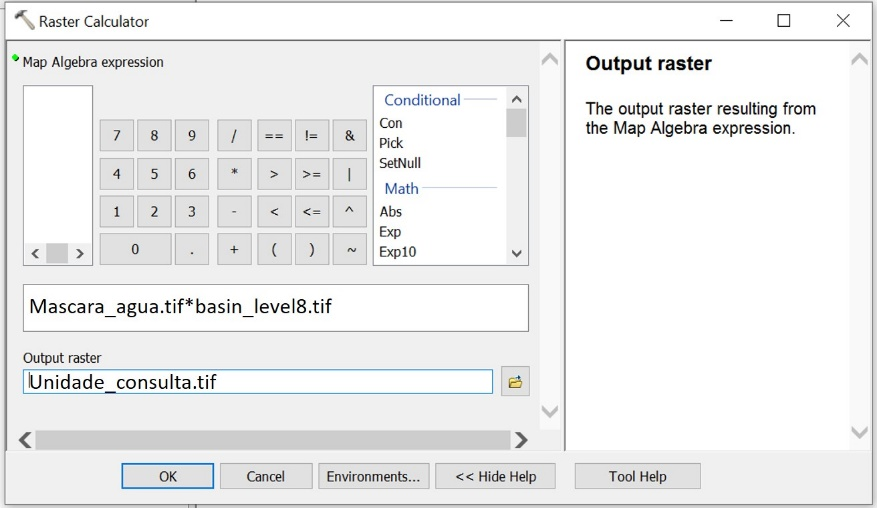 Raster Calculator
Map Algebra expression
7 8 9 / == != &
4 5 6 * > >= |
1 2 3 - < <= ^
0 . + ( ) ~
Conditional
Con
Pick
SetNull
Math
Abs
Exp
Exp10
Mascara_agua.tif*basin_level8.tif
Output raster
Unidade_consulta.tif
OK Cancel Environments... << Hide Help Tool Help
Output raster
The output raster resulting from
the Map Algebra expression.